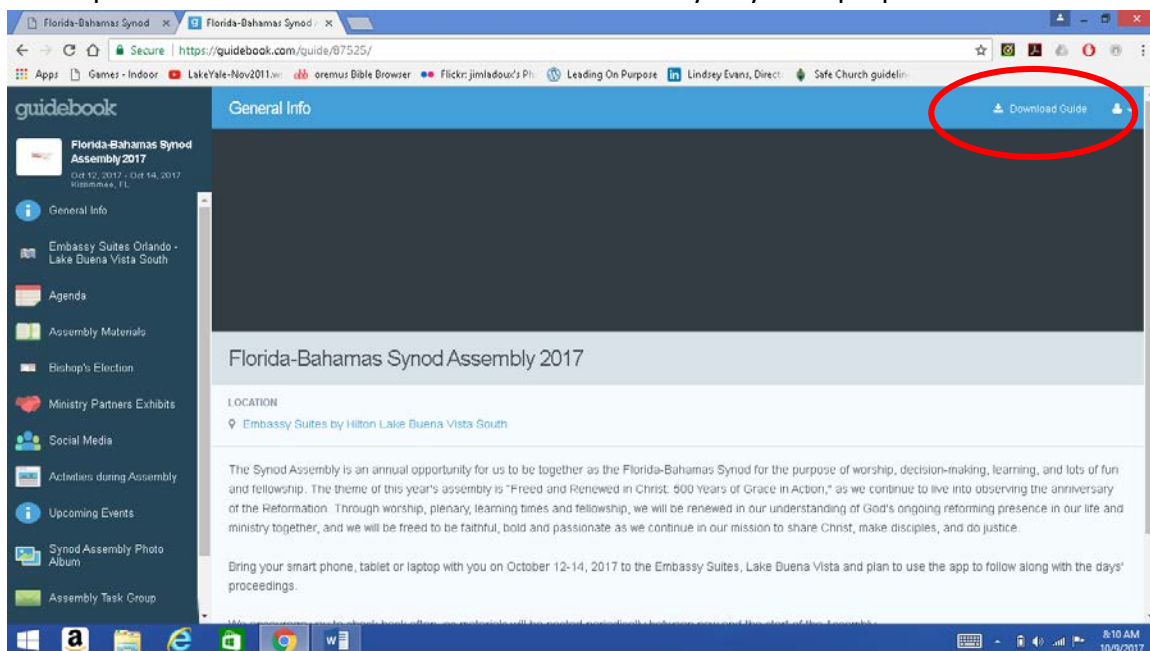 Florida-Bahamas Synod
Florida-Bahamas Synod
Secure | https://guidebook.com/guide/87525/
Apps Games - Indoor LakeYale-Nov2011.w oremus Bible Browser Flickr: jimladoux's Ph Leading On Purpose Lindsey Evans, Direct Safe Church guidelin
guidebook
General Info
Download Guide
Florida-Bahamas Synod
Assembly 2017
Oct 12, 2017 - Oct 14, 2017
Kissimmee, FL
General Info
Embassy Suites Orlando -
Lake Buena Vista South
Agenda
Assembly Materials
Bishop's Election
Ministry Partners Exhibits
Social Media
Activities during Assembly
Upcoming Events
Synod Assembly Photo
Album
Assembly Task Group
Florida-Bahamas Synod Assembly 2017
LOCATION
Embassy Suites by Hilton Lake Buena Vista South
The Synod Assembly is an annual opportunity for us to be together as the Florida-Bahamas Synod for the purpose of worship, decision-making, learning, and lots of fun
and fellowship. The theme of this year's assembly is "Freed and Renewed in Christ: 500 Years of Grace in Action," as we continue to live into observing the anniversary
of the Reformation. Through worship, plenary, learning times and fellowship, we will be renewed in our understanding of God's ongoing reforming presence in our life and
ministry together, and we will be freed to be faithful, bold and passionate as we continue in our mission to share Christ, make disciples, and do justice.
Bring your smart phone, tablet or laptop with you on October 12-14, 2017 to the Embassy Suites, Lake Buena Vista and plan to use the app to follow along with the days'
proceedings.
8:10 AM
10/9/2017